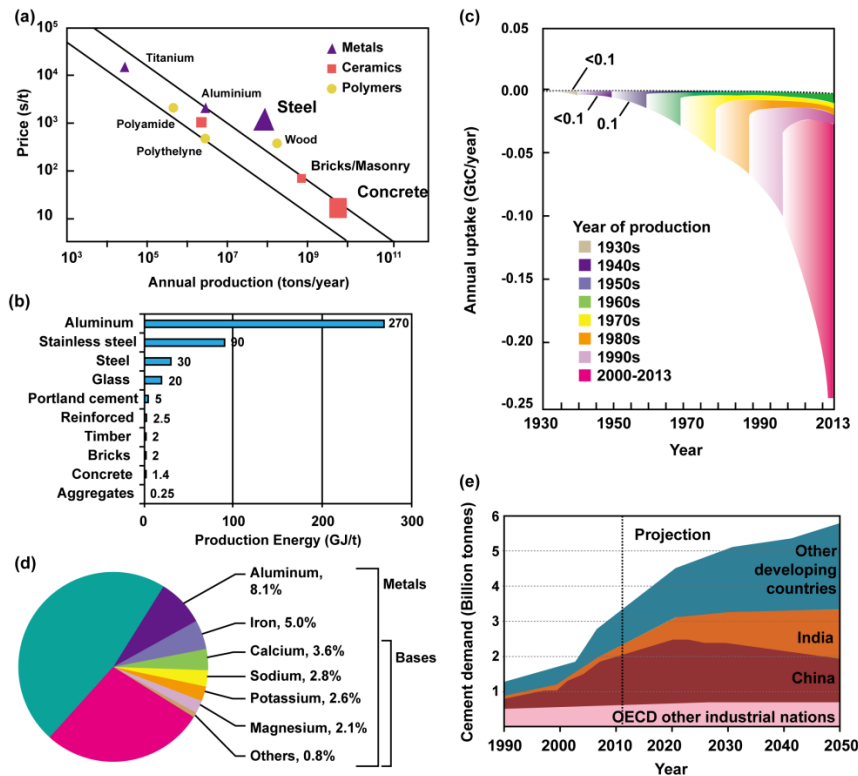 (a)
Price (s/t)
10⁵
10⁴
10³
10²
10
Titanium
Aluminium
Steel
Polyamide
Polythelyne
Wood
Bricks/Masonry
Concrete
Metals
Ceramics
Polymers
10³
10⁵
10⁷
10⁹
10¹¹
Annual production (tons/year)
(b)
Aluminum
270
Stainless steel
90
Steel
30
Glass
20
Portland cement
5
Reinforced
2.5
Timber
2
Bricks
2
Concrete
1.4
Aggregates
0.25
0
100
200
300
Production Energy (GJ/t)
(c)
Annual uptake (GtC/year)
0.00
-0.05
-0.10
-0.15
-0.20
-0.25
<0.1
<0.1
0.1
Year of production
1930s
1940s
1950s
1960s
1970s
1980s
1990s
2000-2013
1930
1950
1970
1990
2013
Year
(d)
Aluminum,
8.1%
Iron, 5.0%
Calcium, 3.6%
Sodium, 2.8%
Potassium, 2.6%
Magnesium, 2.1%
Others, 0.8%
Metals
Bases
(e)
Cement demand (Billion tonnes)
6
5
4
3
2
1
Projection
Other
developing
countries
India
China
OECD other industrial nations
1990
2000
2010
2020
2030
2040
2050
Year